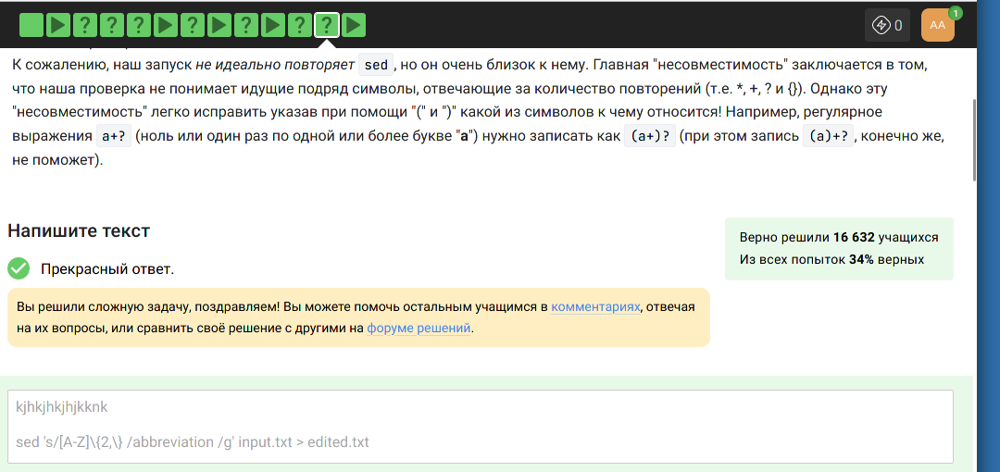 ? ? ? ? ? ? ?
0
АА
1
К сожалению, наш запуск не идеально повторяет sed , но он очень близок к нему. Главная "несовместимость" заключается в том,
что наша проверка не понимает идущие подряд символы, отвечающие за количество повторений (т.е. *, +, ? и {}). Однако эту
"несовместимость" легко исправить указав при помощи "(" и ")" какой из символов к чему относится! Например, регулярное
выражения a+? (ноль или один раз по одной или более букве "a") нужно записать как (a+)? (при этом запись (a)+? , конечно же,
не поможет).
Напишите текст
Верно решили 16 632 учащихся
Из всех попыток 34% верных
Прекрасный ответ.
Вы решили сложную задачу, поздравляем! Вы можете помочь остальным учащимся в комментариях, отвечая
на их вопросы, или сравнить своё решение с другими на форуме решений.
kjhkjhkjhjkknk
sed 's/[A-Z]\{2,\} /abbreviation /g' input.txt > edited.txt